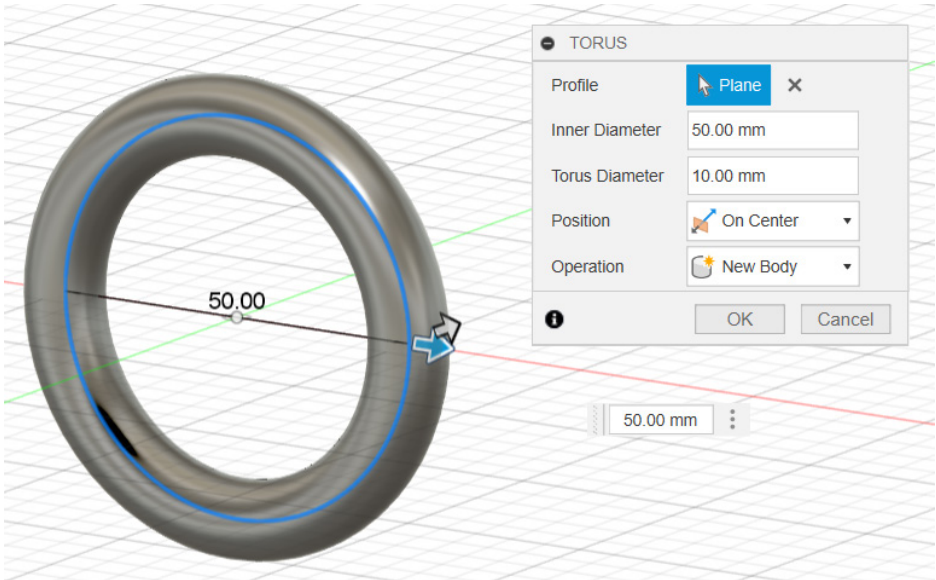 TORUS
Profile Plane
Inner Diameter 50.00 mm
Torus Diameter 10.00 mm
Position On Center
Operation New Body
OK Cancel
50.00
50.00 mm